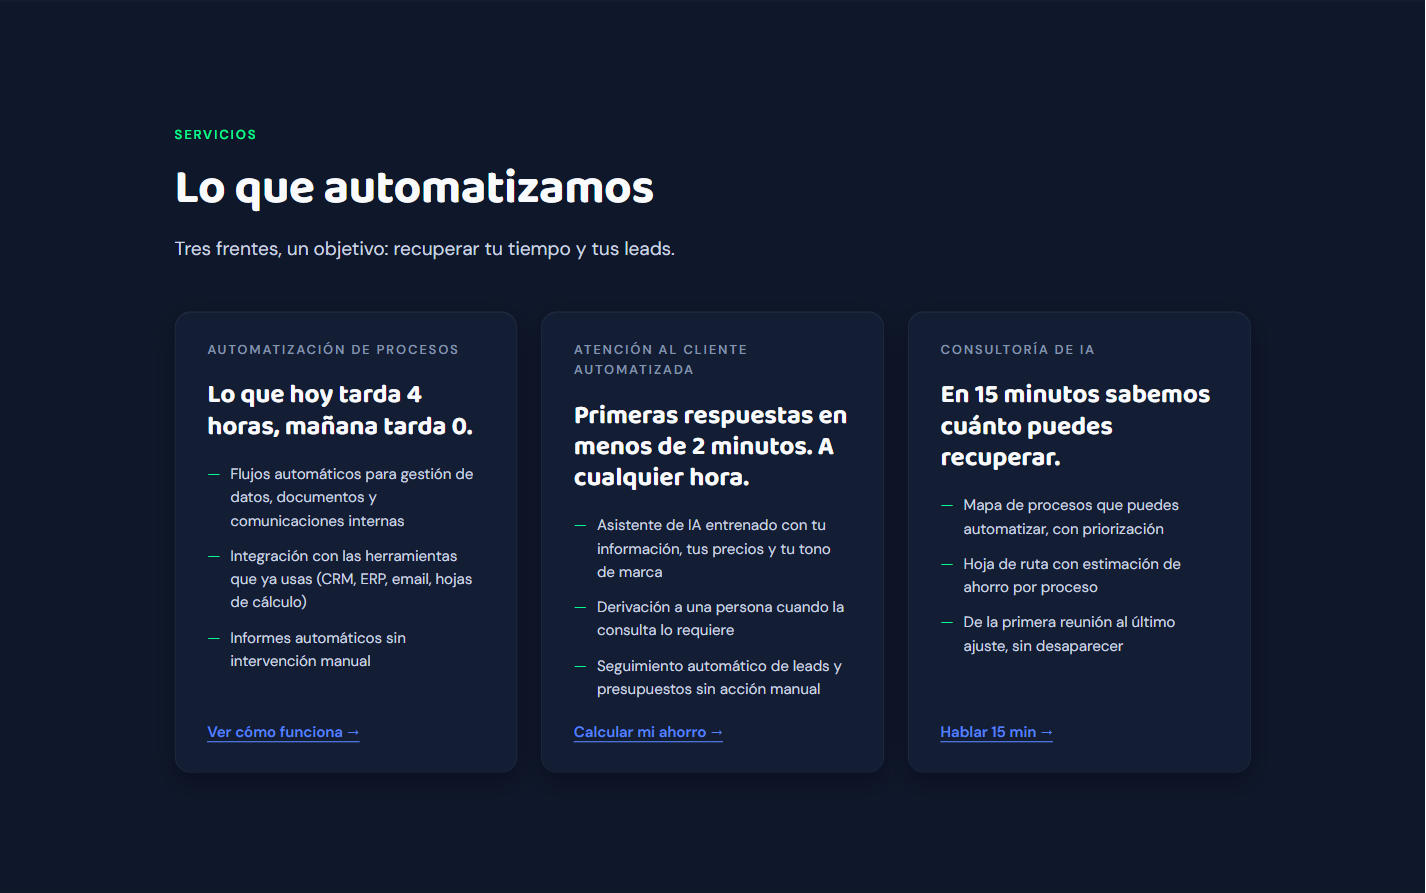 SERVICIOS
Lo que automatizamos
Tres frentes, un objetivo: recuperar tu tiempo y tus leads.
AUTOMATIZACIÓN DE PROCESOS
Lo que hoy tarda 4
horas, mañana tarda 0.
— Flujos automáticos para gestión de
datos, documentos y
comunicaciones internas
— Integración con las herramientas
que ya usas (CRM, ERP, email, hojas
de cálculo)
— Informes automáticos sin
intervención manual
Ver cómo funciona →
ATENCIÓN AL CLIENTE
AUTOMATIZADA
Primeras respuestas en
menos de 2 minutos. A
cualquier hora.
— Asistente de IA entrenado con tu
información, tus precios y tu tono
de marca
— Derivación a una persona cuando la
consulta lo requiere
— Seguimiento automático de leads y
presupuestos sin acción manual
Calcular mi ahorro →
CONSULTORÍA DE IA
En 15 minutos sabemos
cuánto puedes
recuperar.
— Mapa de procesos que puedes
automatizar, con priorización
— Hoja de ruta con estimación de
ahorro por proceso
— De la primera reunión al último
ajuste, sin desaparecer
Hablar 15 min →